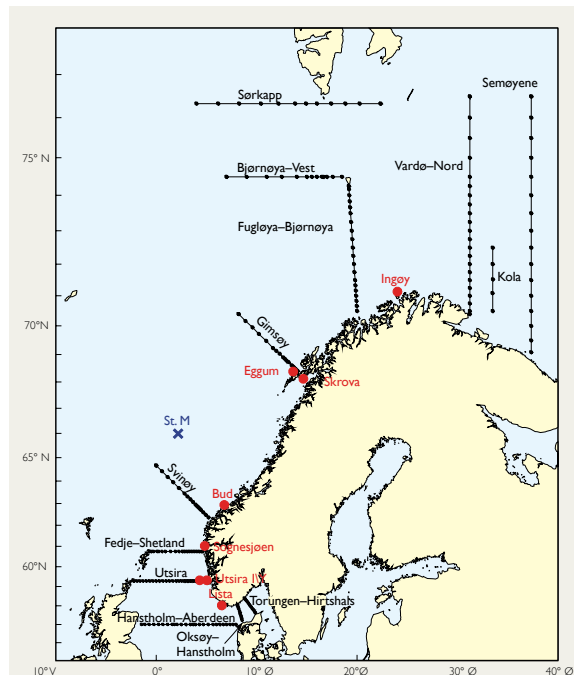 Sørkapp
Semøyene
75° N
Bjørnøya–Vest
Vardø–Nord
Fugløya–Bjørnøya
Kola
Ingøy
70° N
Gimsøy
Eggum
Skrova
St. M
65° N
Svinøy
Bud
Fedje–Shetland
Sognesjøen
60° N
Utsira
Lista
Torungen–Hirtshals
Hanstholm–Aberdeen
Oksøy–
Hanstholm
10° V
0°
10° Ø
20° Ø
30° Ø
40° Ø